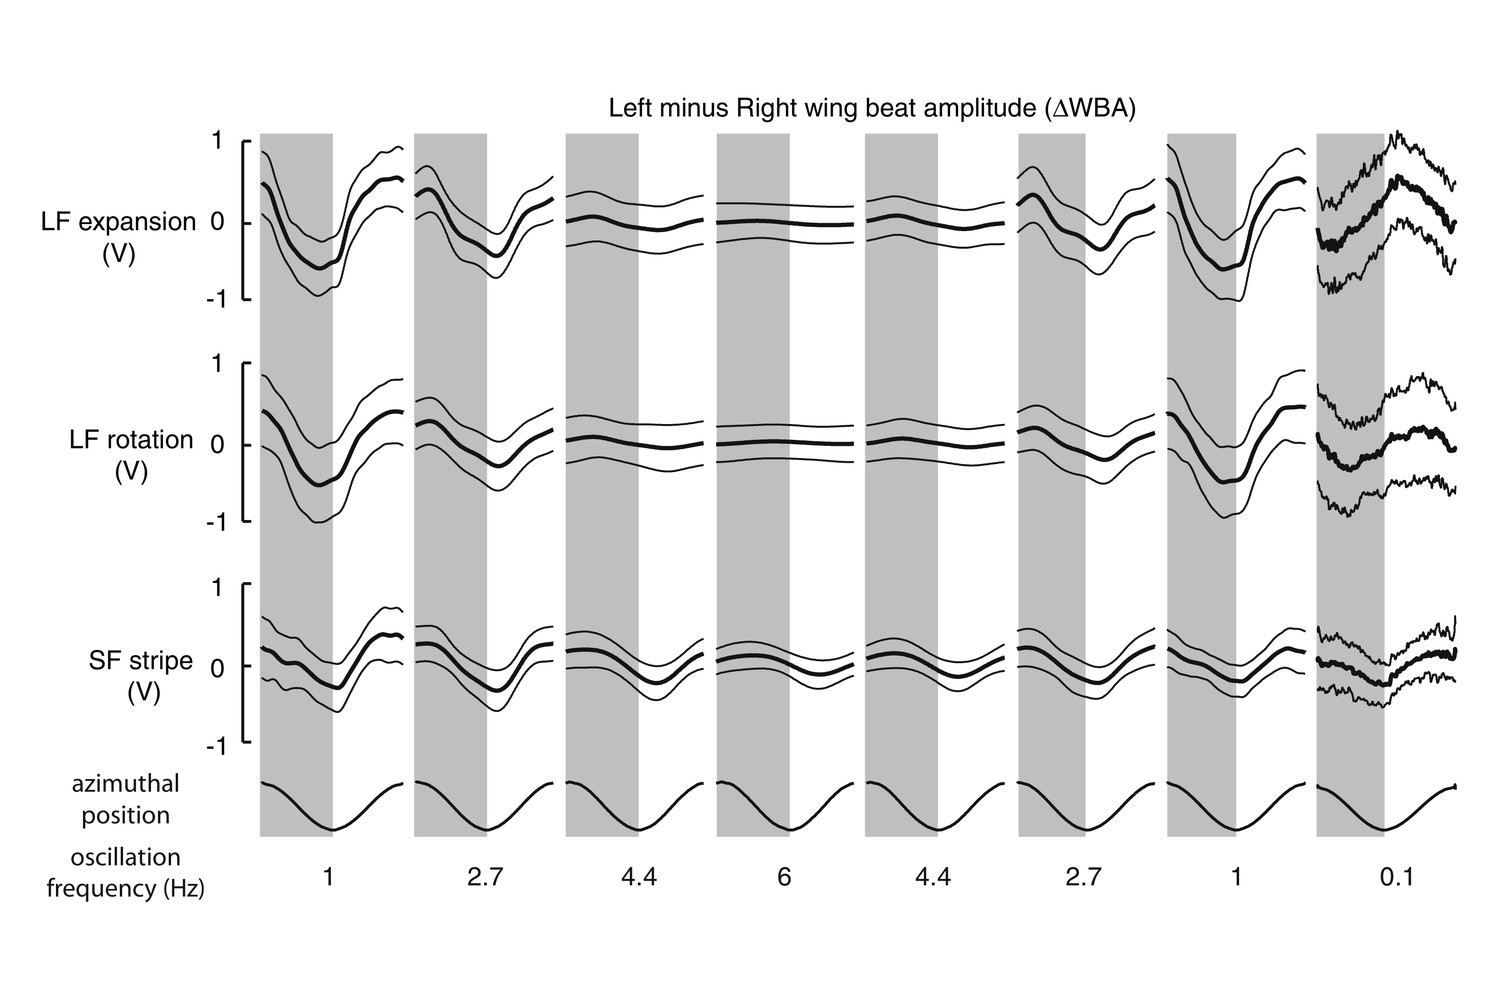 Left minus Right wing beat amplitude (ΔWBA)
1
LF expansion 0
(V)
-1
1
LF rotation 0
(V)
-1
1
SF stripe 0
(V)
-1
azimuthal
position
oscillation
frequency (Hz) 1 2.7 4.4 6 4.4 2.7 1 0.1